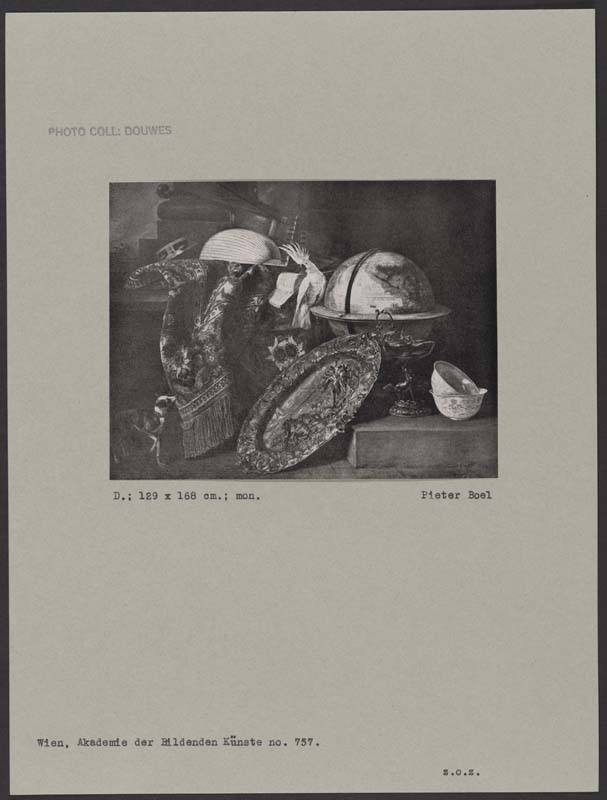 PHOTO COLL: DOUWES
D.; 129 x 168 cm.; mon.
Pieter Boel
Wien, Akademie der Bildenden Künste no. 757.
z.o.z.